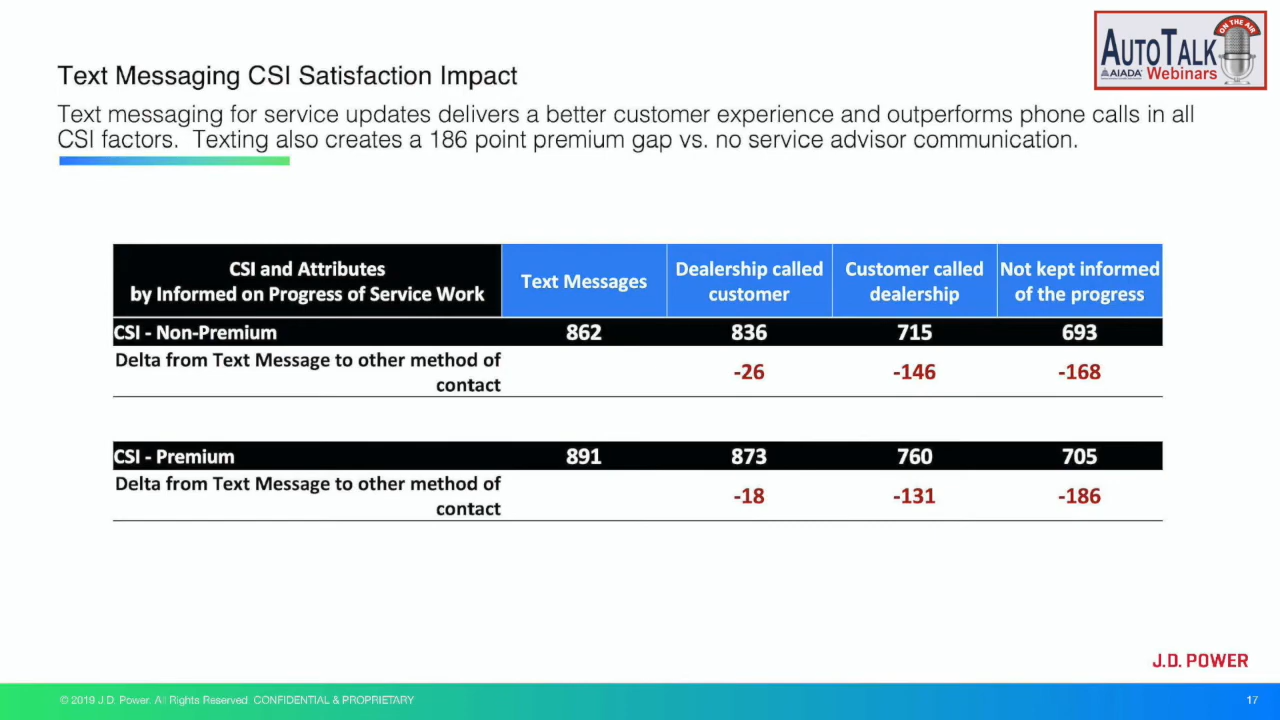 ON THE AIR
AUTOTALK
AIADA Webinars
Text Messaging CSI Satisfaction Impact
Text messaging for service updates delivers a better customer experience and outperforms phone calls in all
CSI factors. Texting also creates a 186 point premium gap vs. no service advisor communication.
CSI and Attributes
by Informed on Progress of Service Work
Text Messages
Dealership called
customer
Customer called
dealership
Not kept informed
of the progress
CSI - Non-Premium 862 836 715 693
Delta from Text Message to other method of
contact
-26 -146 -168
CSI - Premium 891 873 760 705
Delta from Text Message to other method of
contact
-18 -131 -186
J.D. POWER
© 2019 J.D. Power. All Rights Reserved. CONFIDENTIAL & PROPRIETARY
17